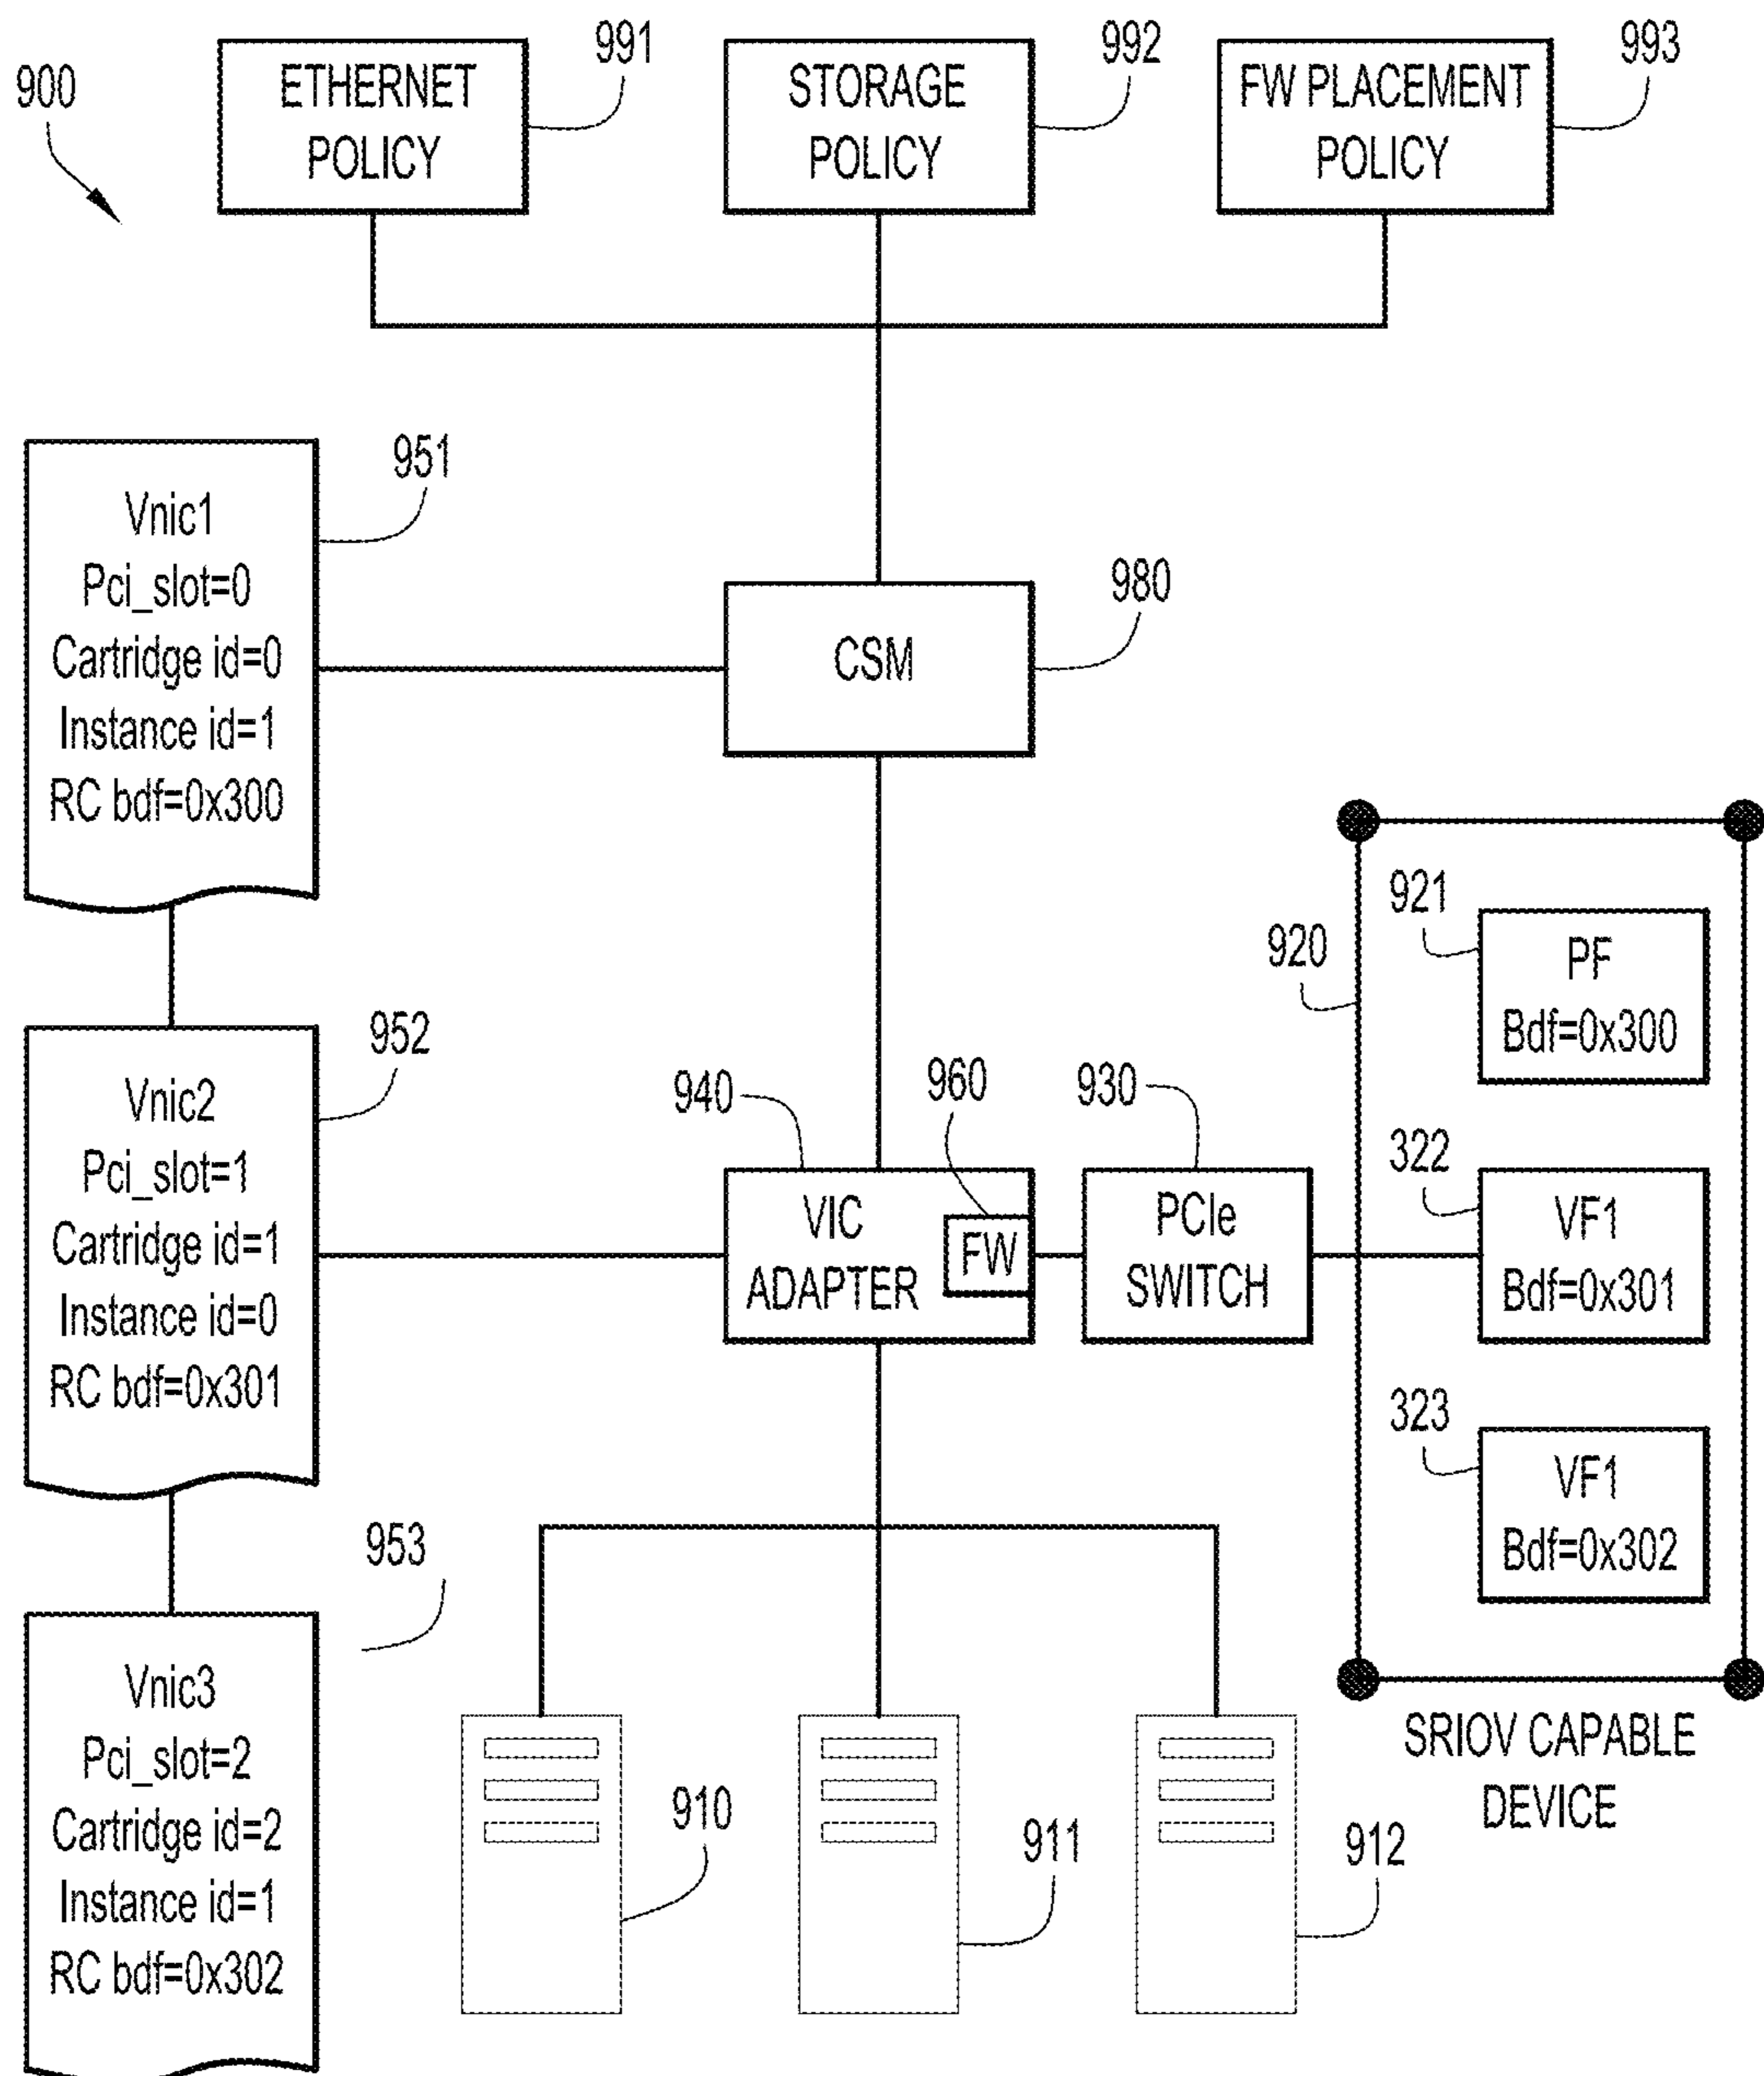 900
ETHERNET
POLICY
991
STORAGE
POLICY
992
FW PLACEMENT
POLICY
993
Vnic1
Pci_slot=0
Cartridge id=0
Instance id=1
RC bdf=0x300
951
CSM
980
Vnic2
Pci_slot=1
Cartridge id=1
Instance id=0
RC bdf=0x301
952
940
VIC
ADAPTER
960
FW
930
PCIe
SWITCH
920
921
PF
Bdf=0x300
322
VF1
Bdf=0x301
323
VF1
Bdf=0x302
SRIOV CAPABLE
DEVICE
953
Vnic3
Pci_slot=2
Cartridge id=2
Instance id=1
RC bdf=0x302
910
911
912